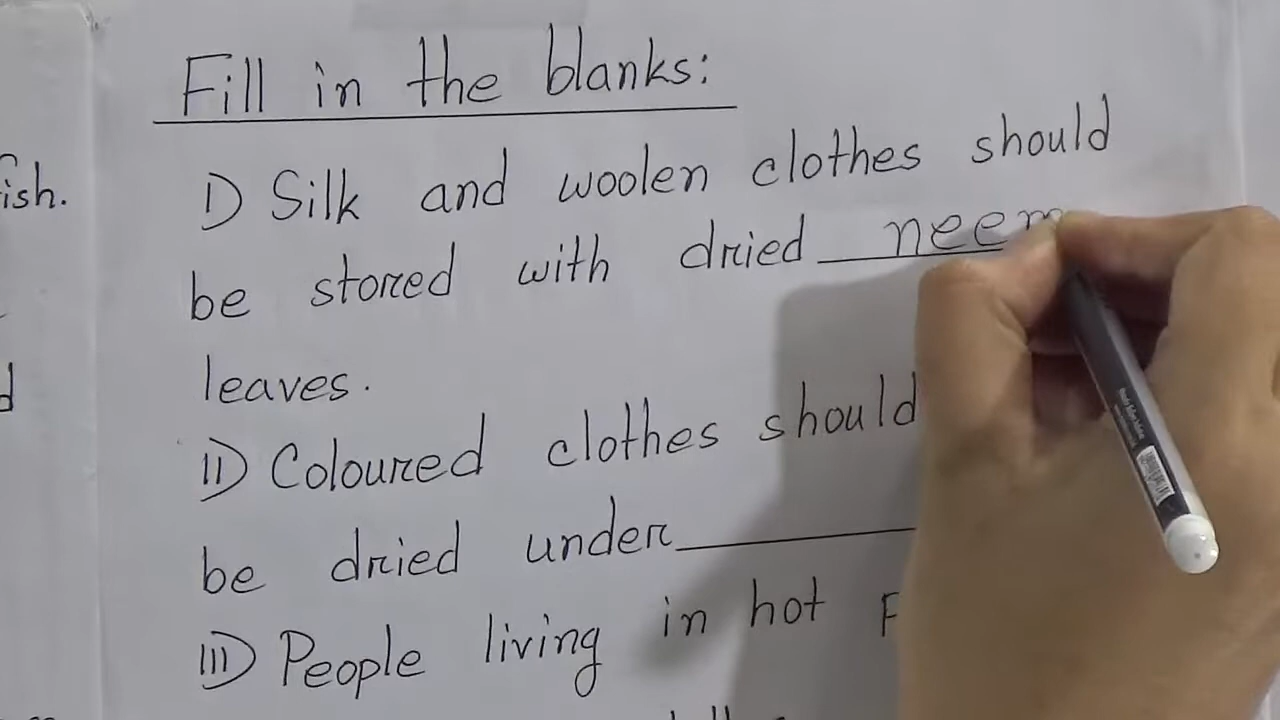 ish.
Fill in the blanks:
I) Silk and woolen clothes should
be stored with dried neem
leaves.
II) Coloured clothes should
be dried under
III) People living in hot